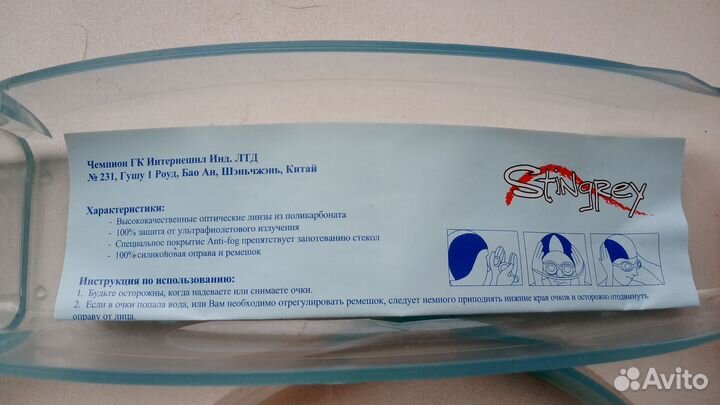 Чемпион ГК Интернешнл Инд. ЛТД
№ 231, Гушу 1 Роуд, Бао Ан, Шэньчжэнь, Китай
Stingrey
Характеристики:
- Высококачественные оптические линзы из поликарбоната
- 100% защита от ультрафиолетового излучения
- Специальное покрытие Anti-fog препятствует запотеванию стекол
- 100%силиконовая оправа и ремешок
Инструкция по использованию:
1. Будьте осторожны, когда надеваете или снимаете очки.
2. Если в очки попала вода, или Вам необходимо отрегулировать ремешок, следует немного приподнять нижние края очков и осторожно отодвинуть
оправу от лица.
Avito